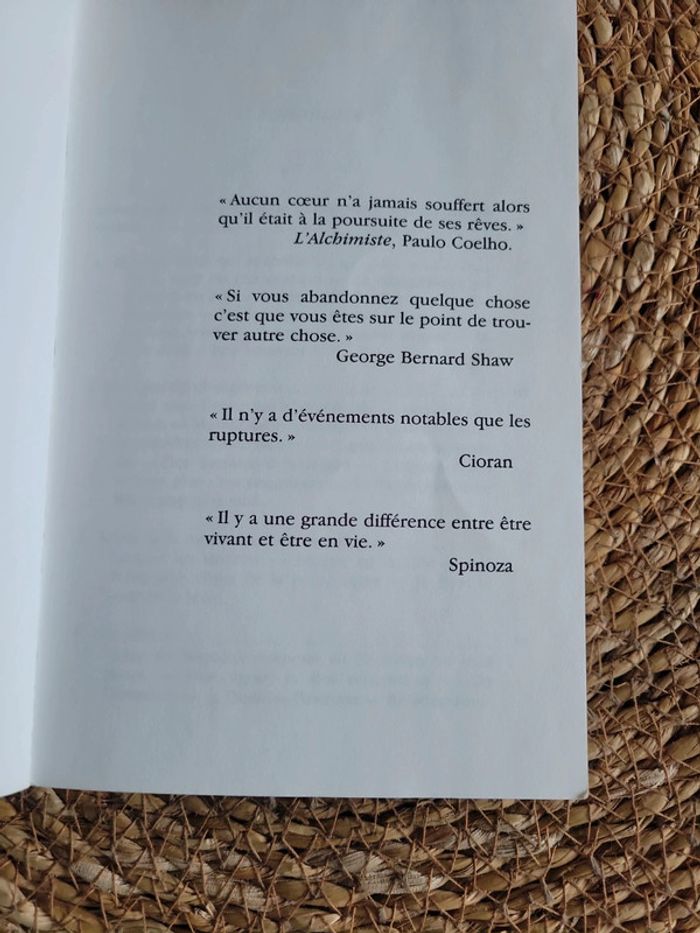 « Aucun cœur n'a jamais souffert alors
qu'il était à la poursuite de ses rêves. »
L'Alchimiste, Paulo Coelho.
« Si vous abandonnez quelque chose
c'est que vous êtes sur le point de trou-
ver autre chose. »
George Bernard Shaw
« Il n'y a d'événements notables que les
ruptures. »
Cioran
« Il y a une grande différence entre être
vivant et être en vie. »
Spinoza